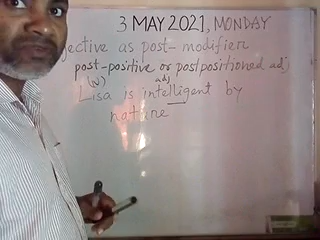 3 MAY 2021, MONDAY
jective as post-modifier
post-positive or postpositioned adj
(N) adj
Lisa is intelligent by
nature